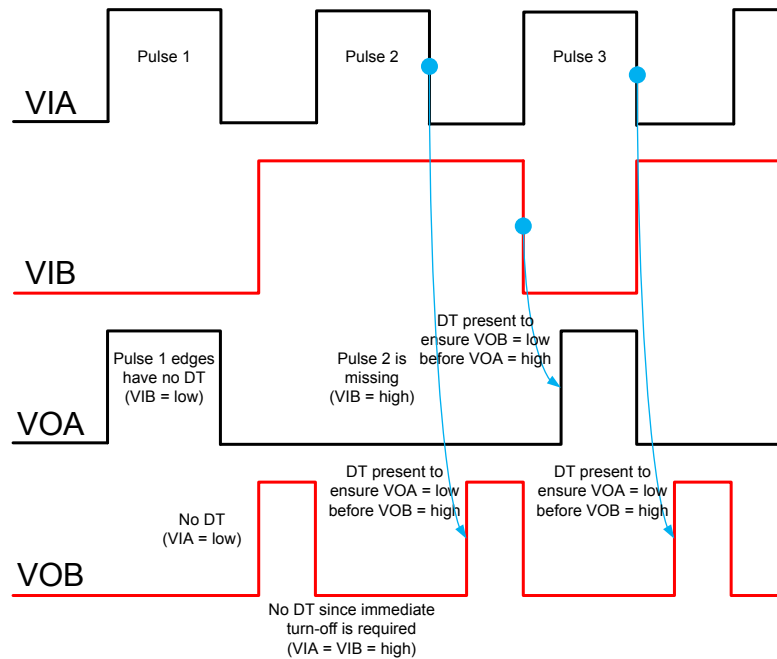 Pulse 1
Pulse 2
Pulse 3
VIA
VIB
DT present to
ensure VOB = low
before VOA = high
Pulse 1 edges
have no DT
(VIB = low)
Pulse 2 is
missing
(VIB = high)
VOA
DT present to
ensure VOA = low
before VOB = high
DT present to
ensure VOA = low
before VOB = high
No DT
(VIA = low)
VOB
No DT since immediate
turn-off is required
(VIA = VIB = high)